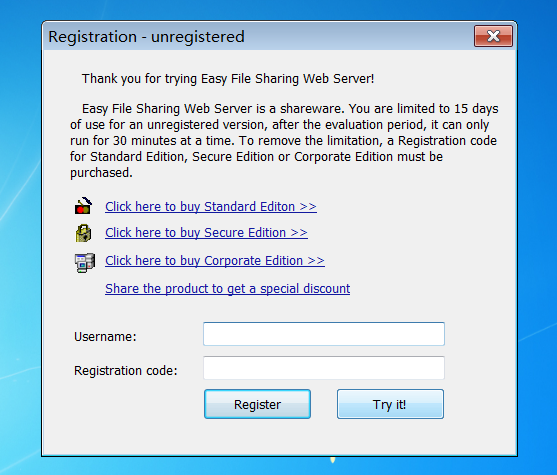 Registration - unregistered
Thank you for trying Easy File Sharing Web Server!
Easy File Sharing Web Server is a shareware. You are limited to 15 days
of use for an unregistered version, after the evaluation period, it can only
run for 30 minutes at a time. To remove the limitation, a Registration code
for Standard Edition, Secure Edition or Corporate Edition must be
purchased.
Click here to buy Standard Editon >>
Click here to buy Secure Edition >>
Click here to buy Corporate Edition >>
Share the product to get a special discount
Username:
Registration code:
Register
Try it!